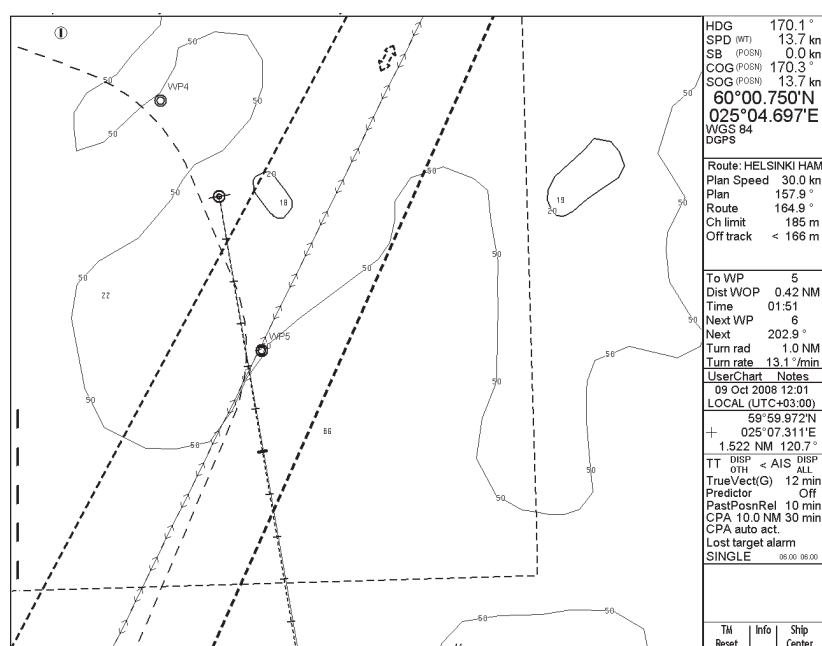 HDG 170.1 °
SPD (WT) 13.7 kn
SB (POSN) 0.0 kn
COG (POSN) 170.3 °
SOG (POSN) 13.7 kn
60°00.750'N
025°04.697'E
WGS 84
DGPS
Route: HELSINKI HAM
Plan Speed 30.0 kn
Plan 157.9 °
Route 164.9 °
Ch limit 185 m
Off track < 166 m
To WP 5
Dist WOP 0.42 NM
Time 01:51
Next WP 6
Next 202.9 °
Turn rad 1.0 NM
Turn rate 13.1 °/min
UserChart Notes
09 Oct 2008 12:01
LOCAL (UTC+03:00)
59°59.972'N
+ 025°07.311'E
1.522 NM 120.7°
TT DISP OTH < AIS DISP ALL
TrueVect(G) 12 min
Predictor Off
PastPosnRel 10 min
CPA 10.0 NM 30 min
CPA auto act.
Lost target alarm
SINGLE 06.00 06.00
TM Reset
Info
Ship Center
50
50
WP4
50
50
50
50
20
18
19
20
50
50
50
50
22
50
WP5
50
50
50
66
50
50
50
50
50
50